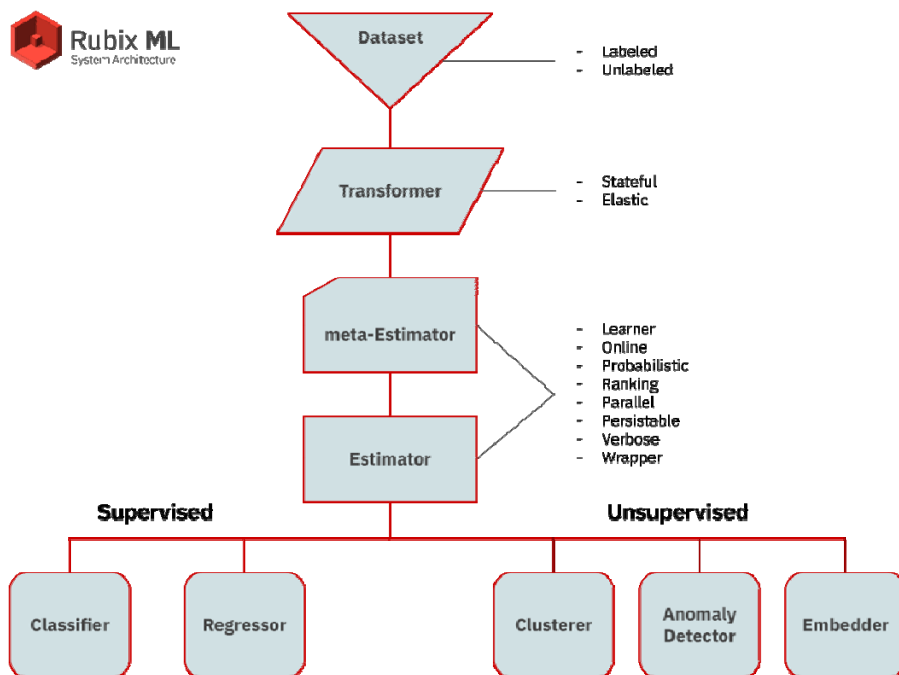 Rubix ML
System Architecture
Dataset
- Labeled
- Unlabeled
Transformer
- Stateful
- Elastic
meta-Estimator
- Learner
- Online
- Probabilistic
- Ranking
- Parallel
- Persistable
- Verbose
- Wrapper
Estimator
Supervised
Unsupervised
Classifier
Regressor
Clusterer
Anomaly
Detector
Embedder